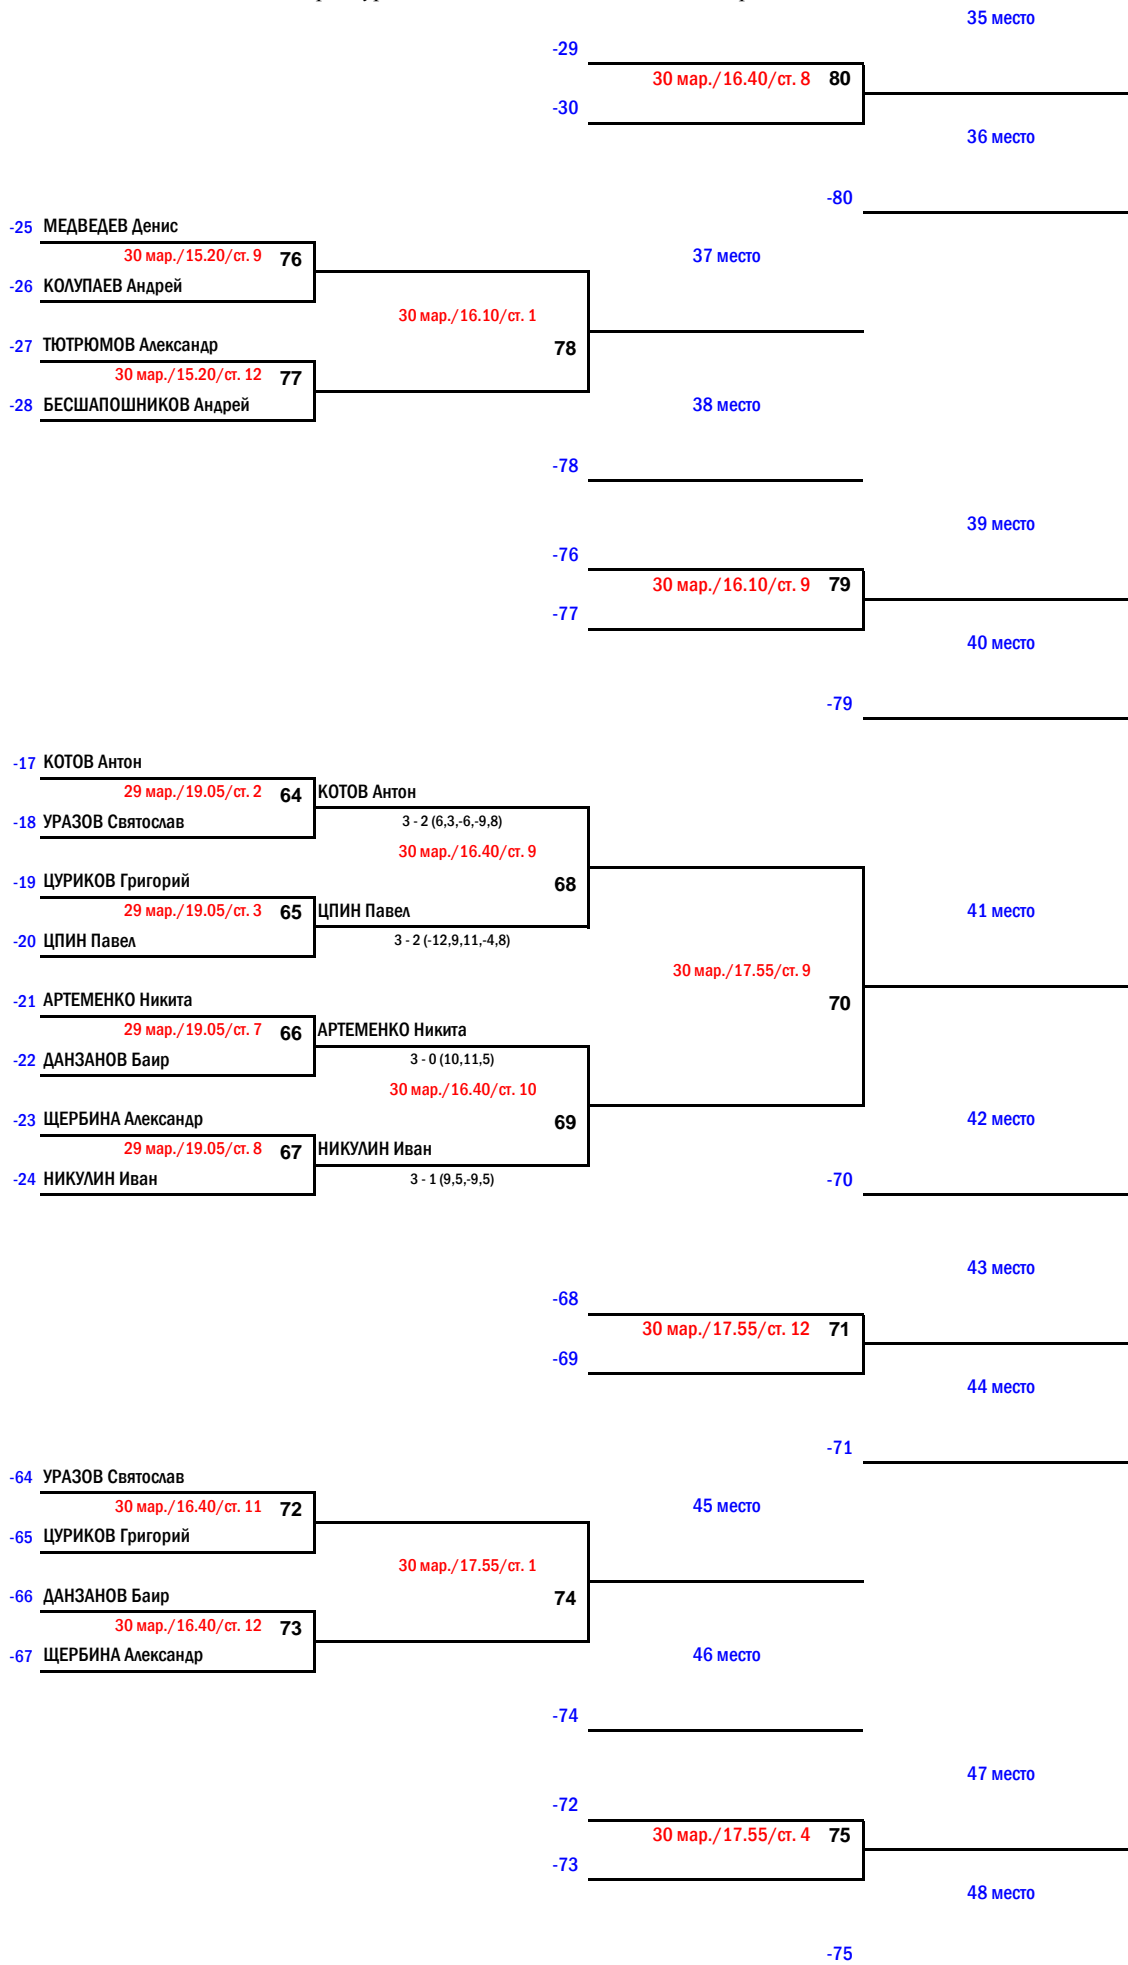 35 место
-29
30 мар./16.40/ст. 8 80
-30
36 место
-80
-25 МЕДВЕДЕВ Денис
30 мар./15.20/ст. 9 76
37 место
-26 КОЛУПАЕВ Андрей
30 мар./16.10/ст. 1
-27 ТЮТРЮМОВ Александр
78
30 мар./15.20/ст. 12 77
-28 БЕСШАПОШНИКОВ Андрей
38 место
-78
39 место
-76
30 мар./16.10/ст. 9 79
-77
40 место
-79
-17 КОТОВ Антон
29 мар./19.05/ст. 2 64 КОТОВ Антон
-18 УРАЗОВ Святослав
3 - 2 (6,3,-6,-9,8)
30 мар./16.40/ст. 9
-19 ЦУРИКОВ Григорий
68
29 мар./19.05/ст. 3 65 ЦПИН Павел
41 место
-20 ЦПИН Павел
3 - 2 (-12,9,11,-4,8)
30 мар./17.55/ст. 9
-21 АРТЕМЕНКО Никита
70
29 мар./19.05/ст. 7 66 АРТЕМЕНКО Никита
-22 ДАНЗАНОВ Баир
3 - 0 (10,11,5)
30 мар./16.40/ст. 10
-23 ЩЕРБИНА Александр
69
42 место
29 мар./19.05/ст. 8 67 НИКУЛИН Иван
-24 НИКУЛИН Иван
3 - 1 (9,5,-9,5)
-70
43 место
-68
30 мар./17.55/ст. 12 71
-69
44 место
-71
-64 УРАЗОВ Святослав
30 мар./16.40/ст. 11 72
45 место
-65 ЦУРИКОВ Григорий
30 мар./17.55/ст. 1
-66 ДАНЗАНОВ Баир
74
30 мар./16.40/ст. 12 73
-67 ЩЕРБИНА Александр
46 место
-74
47 место
-72
30 мар./17.55/ст. 4 75
-73
48 место
-75